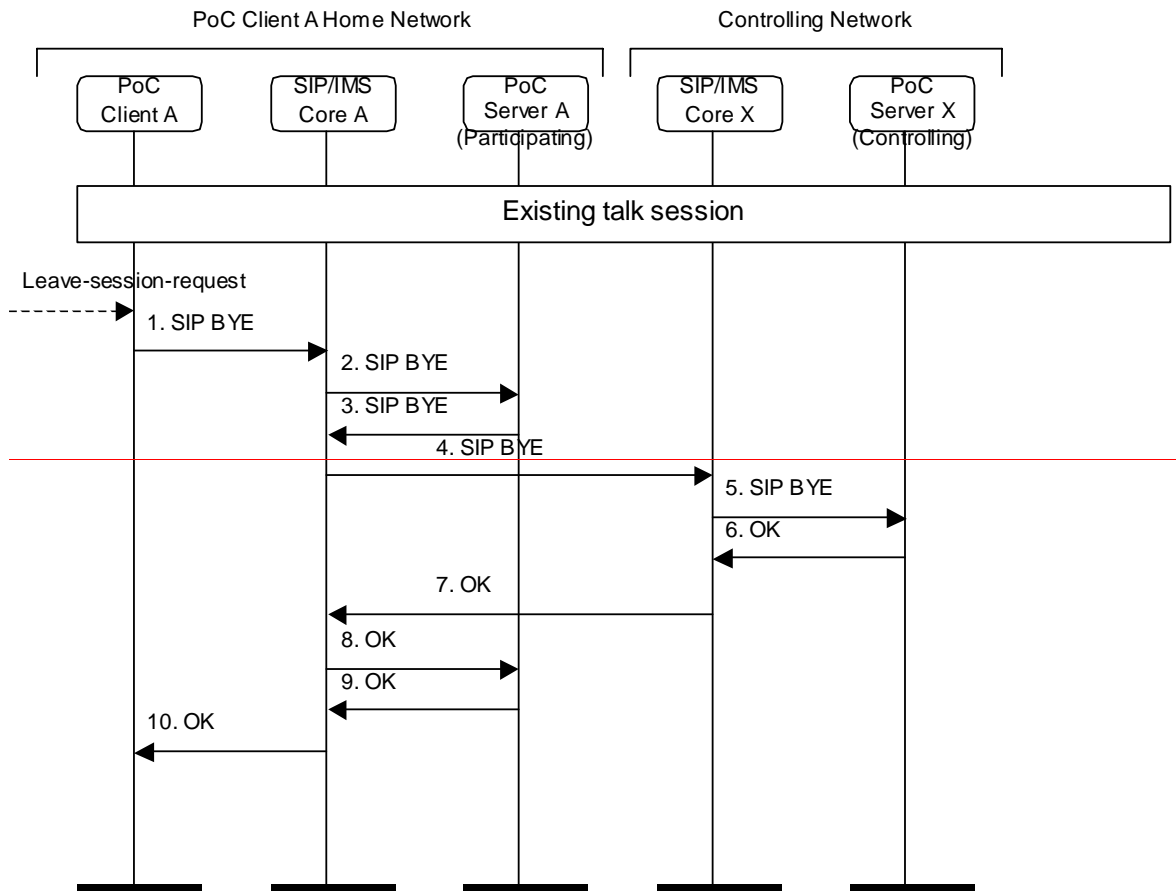 PoC Client A Home Network
Controlling Network
PoC
Client A
SIP/IMS
Core A
PoC
Server A
(Participating)
SIP/IMS
Core X
PoC
Server X
(Controlling)
Existing talk session
Leave-session-request
1. SIP BYE
2. SIP BYE
3. SIP BYE
4. SIP BYE
5. SIP BYE
6. OK
7. OK
8. OK
9. OK
10. OK